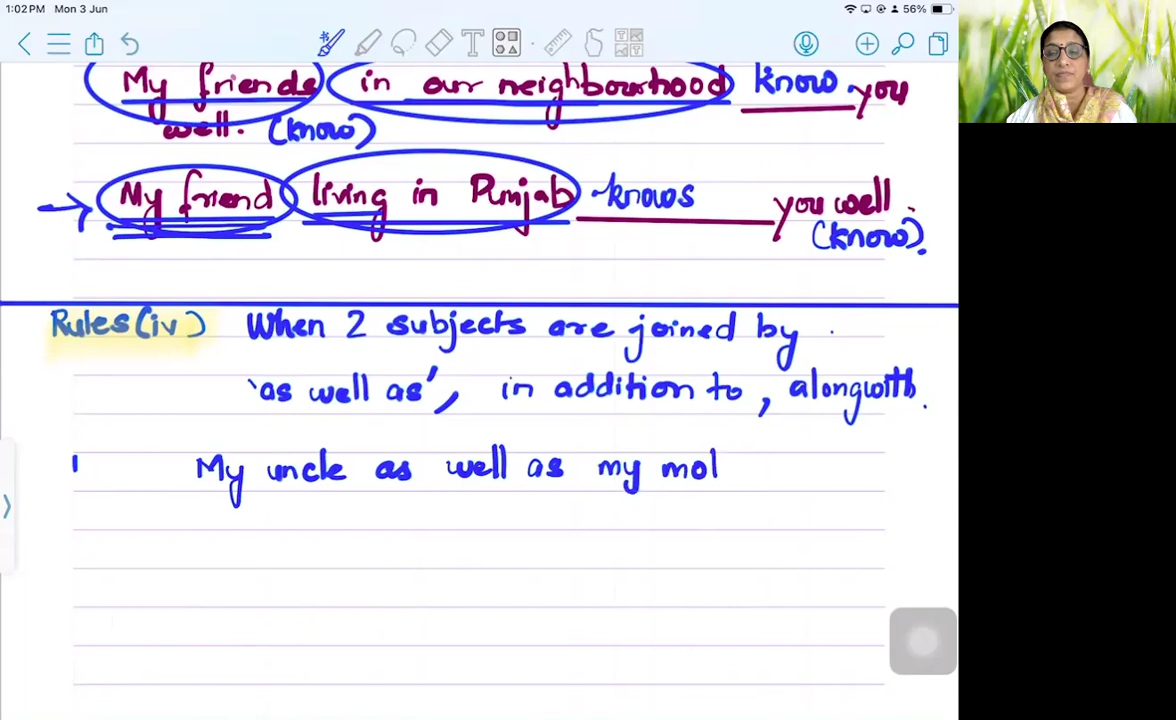 1:02 PM Mon 3 Jun
56%
My friends in our neighbourhood know you
well. (know)
My friend living in Punjab knows you well.
(know).
Rules (iv) When 2 subjects are joined by
'as well as', in addition to, alongwith.
My uncle as well as my mol